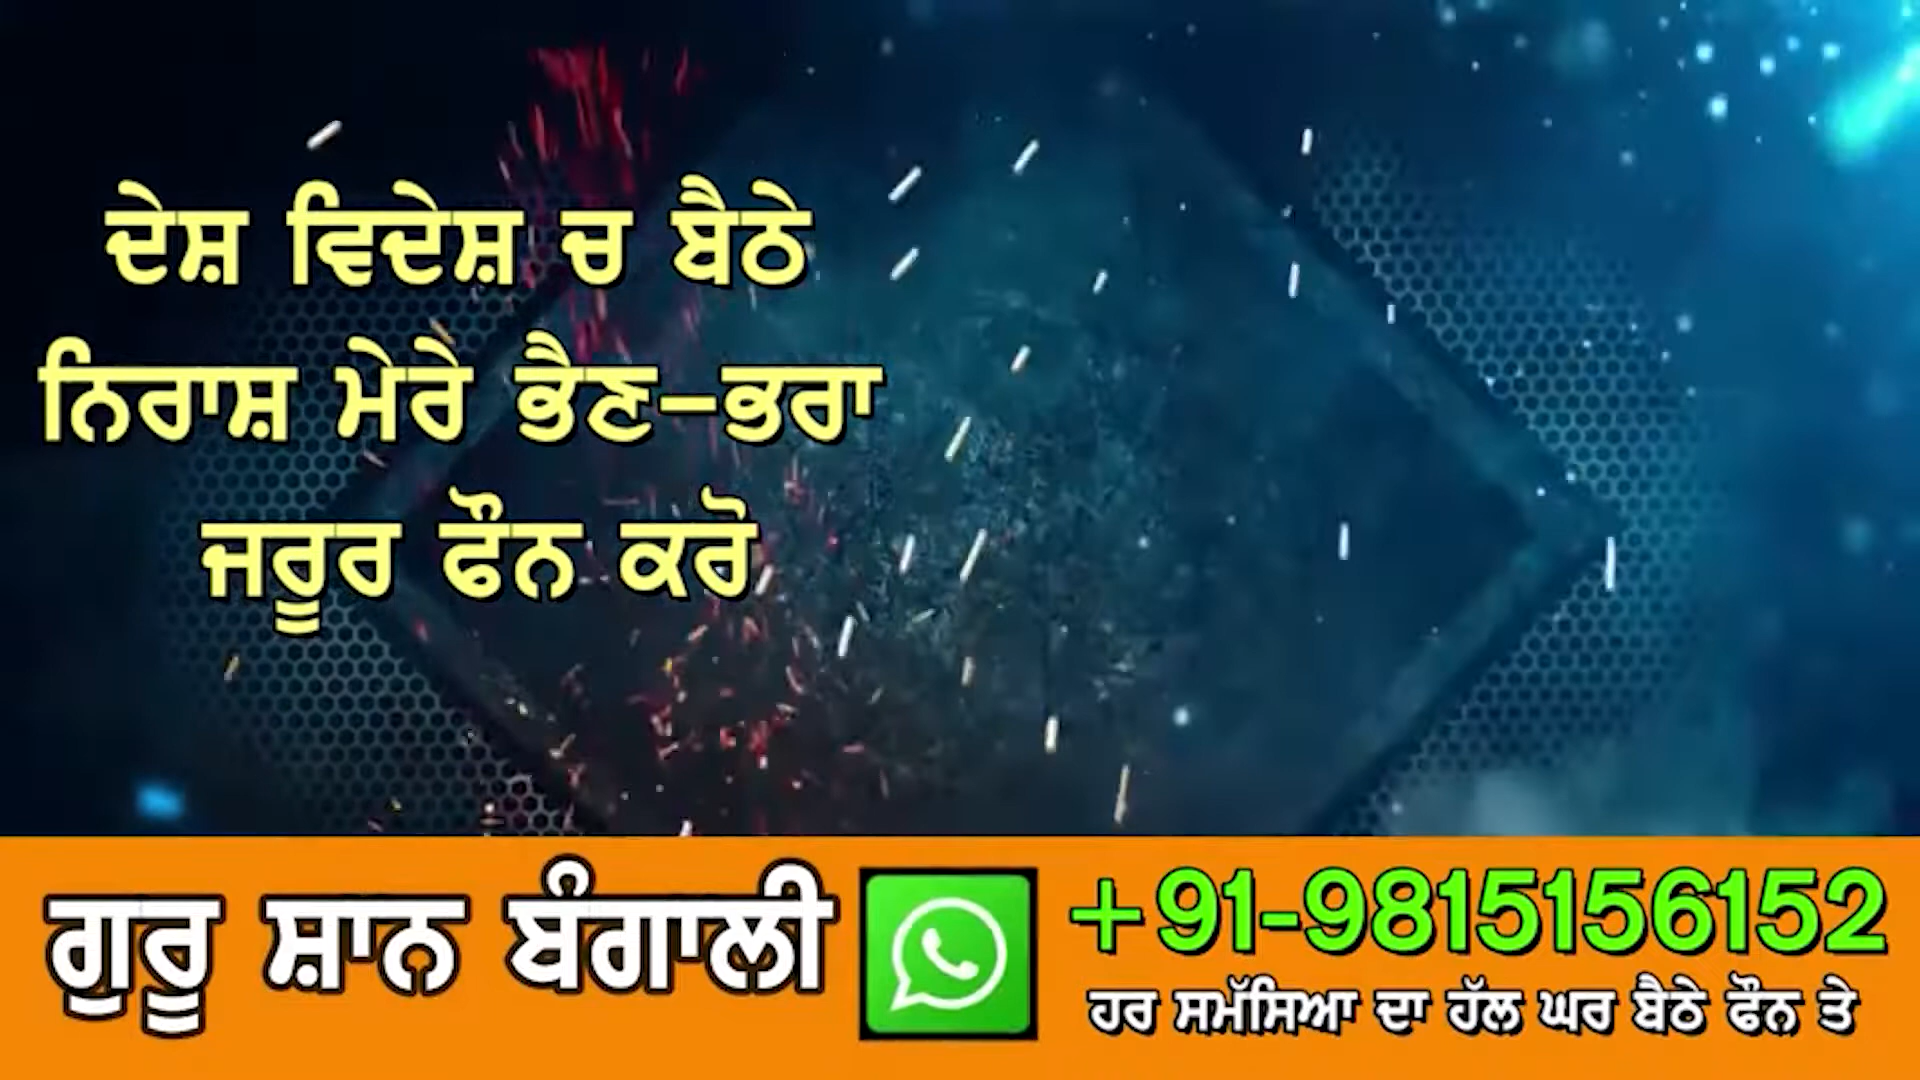 ਦੇਸ਼ ਵਿਦੇਸ਼ ਚ ਬੈਠੇ
ਨਿਰਾਸ਼ ਮੇਰੇ ਭੈਣ-ਭਰਾ
ਜਰੂਰ ਫੌਨ ਕਰੋ
ਗੁਰੂ ਸ਼ਾਨ ਬੰਗਾਲੀ
+91-9815156152
ਹਰ ਸਮੱਸਿਆ ਦਾ ਹੱਲ ਘਰ ਬੈਠੇ ਫੌਨ ਤੇ